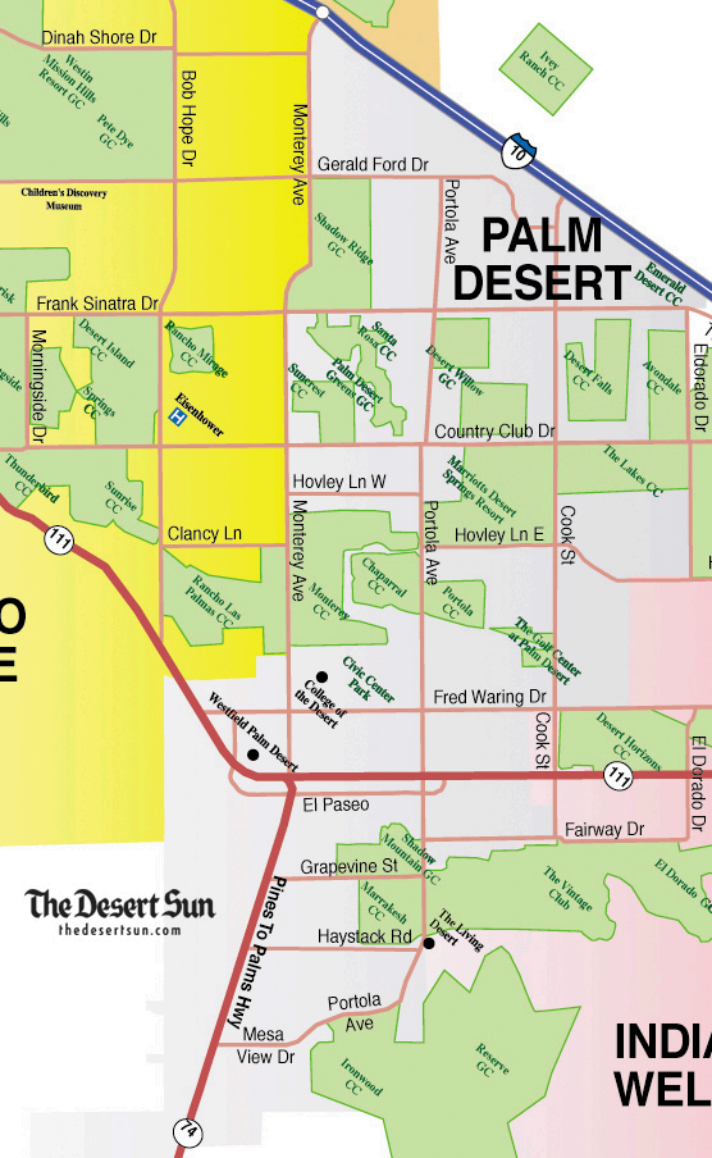 Dinah Shore Dr
Westin
Mission Hills
Resort GC
Pete Dye
GC
Bob Hope Dr
Monterey Ave
Ivey
Ranch CC
10
Gerald Ford Dr
Children's Discovery
Museum
Shadow Ridge
GC
Portola Ave
PALM
DESERT
Emerald
Desert CC
Frank Sinatra Dr
Morningside Dr
Desert Island
CC
Springs
CC
Rancho Mirage
CC
H
Eisenhower
Santa
Rosa CC
Suncrest
CC
Palm Desert
Greens GC
Desert Willow
GC
Desert Falls
CC
Avondale
CC
Eldorado Dr
Country Club Dr
Thunderbird
CC
Sunrise
CC
Hovley Ln W
Marriotts Desert
Springs Resort
The Lakes CC
111
Clancy Ln
Monterey Ave
Portola Ave
Hovley Ln E
Cook St
Rancho Las
Palmas CC
Monterey
CC
Chaparral
CC
Portola
CC
O
E
The Golf Center
at Palm Desert
College of
the Desert
Civic Center
Park
Fred Waring Dr
Westfield Palm Desert
Cook St
Desert Horizons
CC
El Dorado Dr
111
El Paseo
Fairway Dr
Shadow
Mountain GC
Grapevine St
Marrakesh
CC
The Vintage
Club
El Dorado GC
The Desert Sun
thedesertsun.com
Pines To Palms Hwy
Haystack Rd
The Living
Desert
Portola
Ave
Mesa
View Dr
Ironwood
CC
Reserve
GC
INDIA
WEL
74